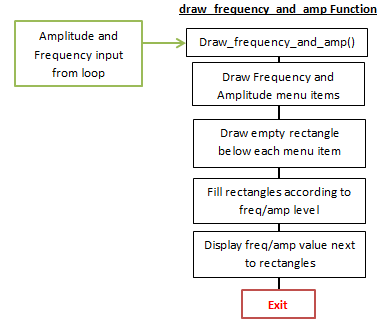 draw_frequency_and_amp Function
Amplitude and
Frequency input
from loop
Draw_frequency_and_amp()
Draw Frequency and
Amplitude menu items
Draw empty rectangle
below each menu item
Fill rectangles according to
freq/amp level
Display freq/amp value next
to rectangles
Exit